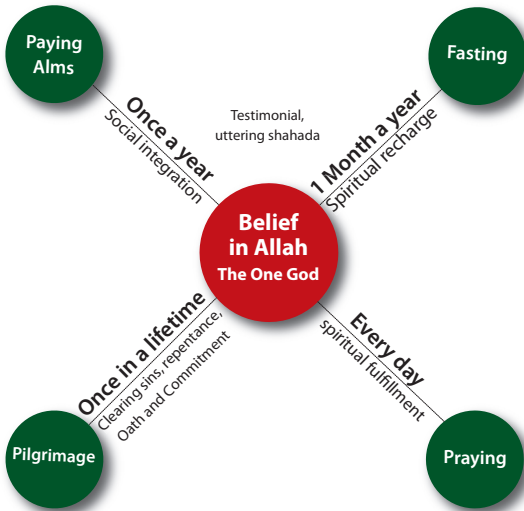 Paying
Alms
Fasting
Once a year
Social integration
Testimonial,
uttering shahada
1 Month a year
Spiritual recharge
Belief
in Allah
The One God
Once in a lifetime
Clearing sins, repentance,
Oath and Commitment
Every day
spiritual fulfillment
Pilgrimage
Praying